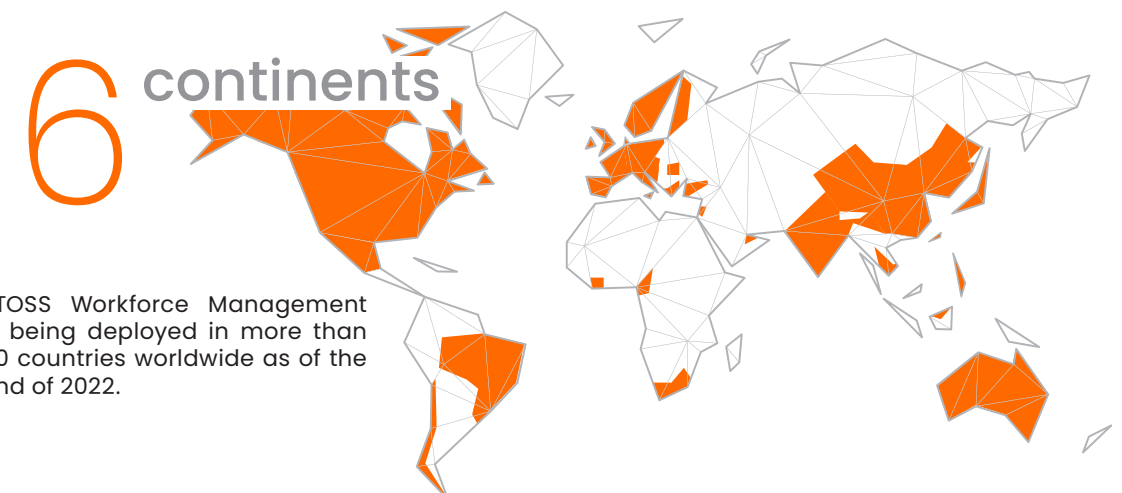 6 continents
TOSS Workforce Management
being deployed in more than
0 countries worldwide as of the
nd of 2022.